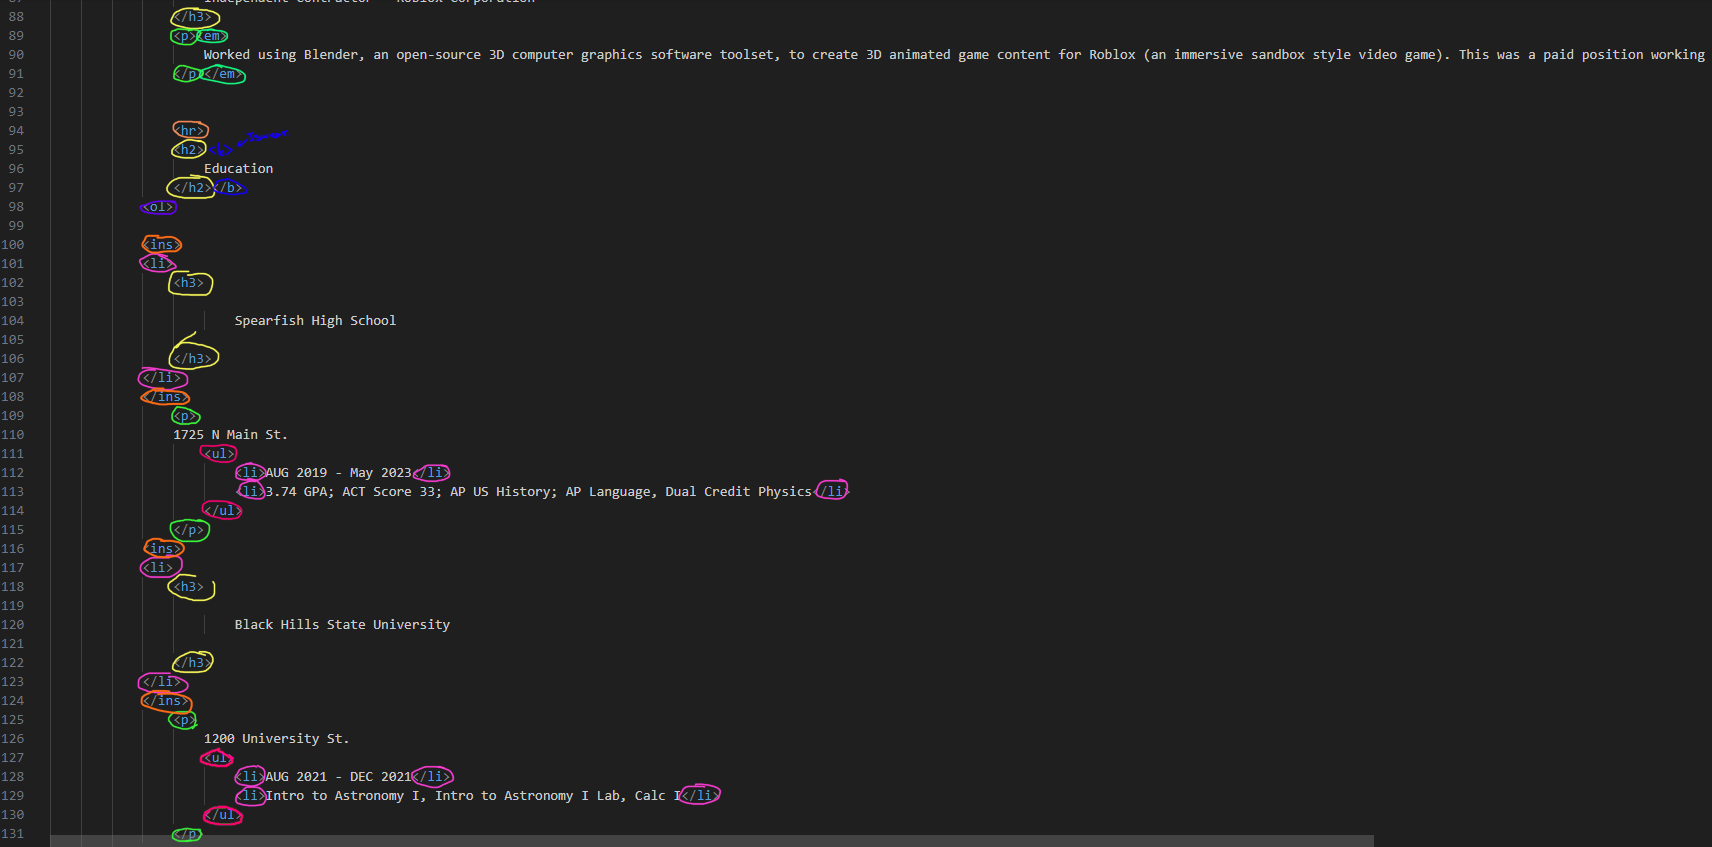 Independent Contractor - Roblox Corporation
88 </h3>
89 <p><em>
90 Worked using Blender, an open-source 3D computer graphics software toolset, to create 3D animated game content for Roblox (an immersive sandbox style video game). This was a paid position working
91 </p></em>
92
93
94 <hr>
95 <h2>
96 Education
97 </h2></b>
98 <ol>
99
100 <ins>
101 <li>
102 <h3>
103
104 Spearfish High School
105
106 </h3>
107 </li>
108 </ins>
109 <p>
110 1725 N Main St.
111 <ul>
112 <li>AUG 2019 - May 2023</li>
113 <li>3.74 GPA; ACT Score 33; AP US History; AP Language, Dual Credit Physics</li>
114 </ul>
115 </p>
116 <ins>
117 <li>
118 <h3>
119
120 Black Hills State University
121
122 </h3>
123 </li>
124 </ins>
125 <p>
126 1200 University St.
127 <ul>
128 <li>AUG 2021 - DEC 2021</li>
129 <li>Intro to Astronomy I, Intro to Astronomy I Lab, Calc I</li>
130 </ul>
131 </p>